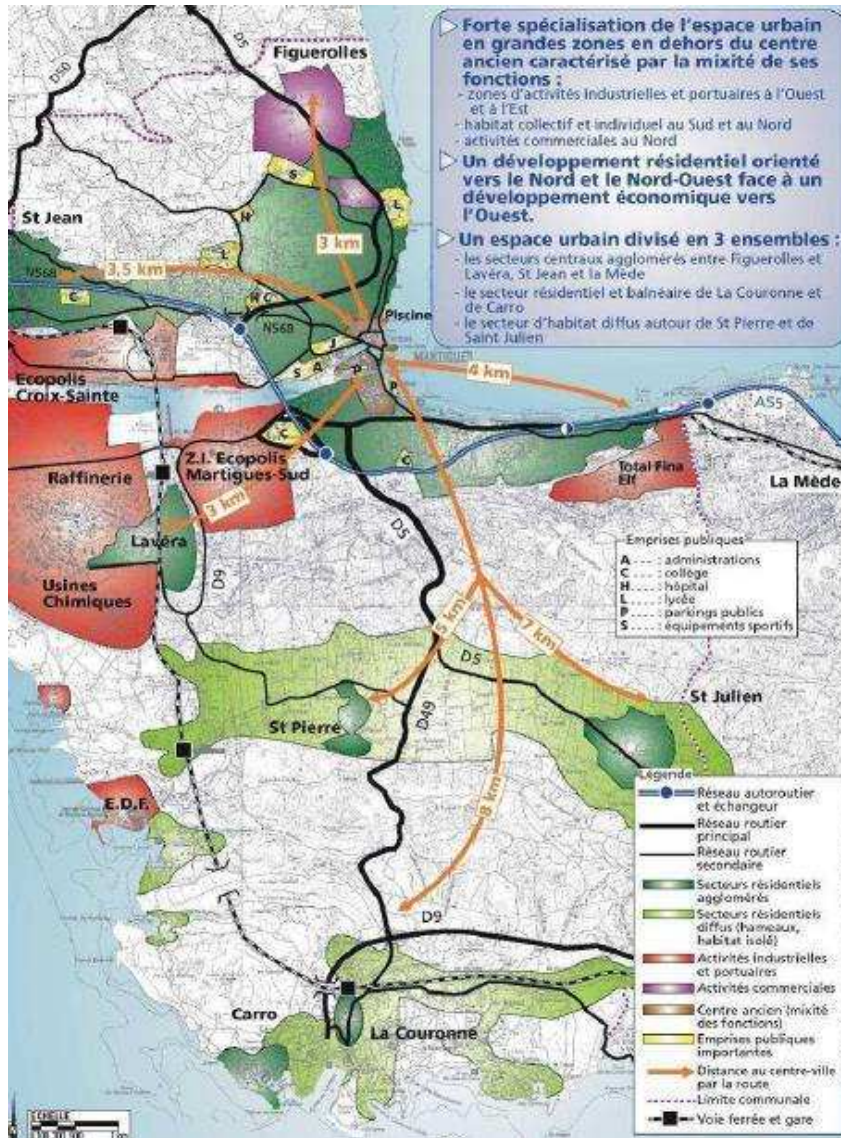 Forte spécialisation de l'espace urbain
en grandes zones en dehors du centre
ancien caractérisé par la mixité de ses
fonctions :
- zones d'activités industrielles et portuaires à l'Ouest
et à l'Est
- habitat collectif et individuel au Sud et au Nord
- activités commerciales au Nord
Un développement résidentiel orienté
vers le Nord et le Nord-Ouest face à un
développement économique vers
l'Ouest.
Un espace urbain divisé en 3 ensembles :
- les secteurs centraux agglomérés entre Figuerolles et
Lavéra, St Jean et la Mède
- le secteur résidentiel et balnéaire de La Couronne et
de Carro
- le secteur d'habitat diffus autour de St Pierre et de
Saint Julien
Figuerolles
D50
D5
S
St Jean
H
L
L
3 km
3,5 km
N568
C
H C
Piscine
N568
J
S A P
P
MARTIGUES
4 km
Ecopolis
Croix-Sainte
A55
C
Z.I. Ecopolis
Martigues-Sud
C
Raffinerie
Total Fina
Elf
La Mède
3 km
Lavéra
D5
D9
Usines
Chimiques
Emprises publiques
A : administrations
C : collège
H : hôpital
L : lycée
P : parkings publics
S : équipements sportifs
5 km
7 km
D5
St Julien
St Pierre
D49
8 km
E.D.F.
D9
Carro
La Couronne
Légende
Réseau autoroutier
et échangeur
Réseau routier
principal
Réseau routier
secondaire
Secteurs résidentiels
agglomérés
Secteurs résidentiels
diffus (hameaux,
habitat isolé)
Activités industrielles
et portuaires
Activités commerciales
Centre ancien (mixité
des fonctions)
Emprises publiques
importantes
Distance au centre-ville
par la route
Limite communale
Voie ferrée et gare
ECHELLE